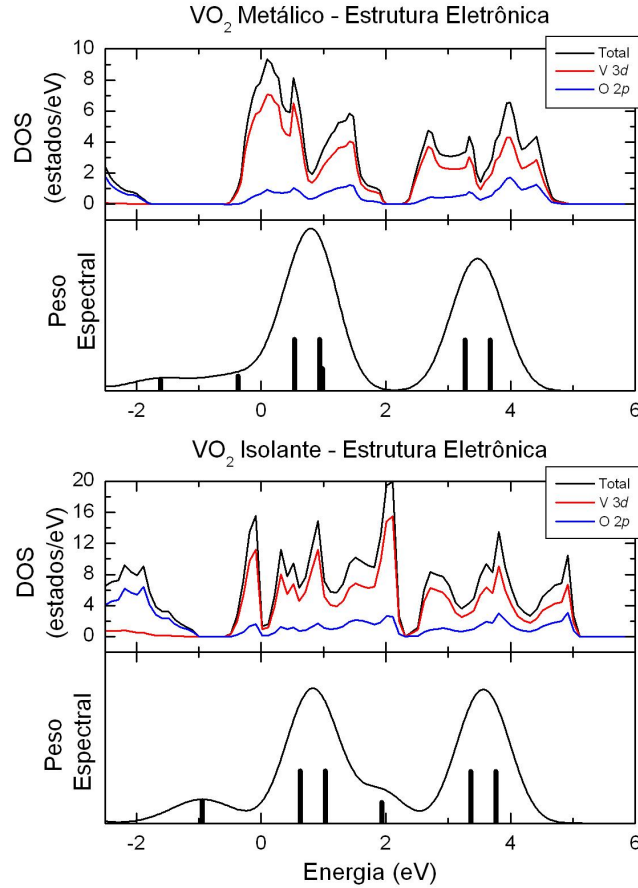 VO₂ Metálico - Estrutura Eletrônica
10
8
6
4
2
0
DOS
(estados/eV)
Total
V 3d
O 2p
Peso
Espectral
-2 0 2 4 6
VO₂ Isolante - Estrutura Eletrônica
20
16
12
8
4
0
DOS
(estados/eV)
Total
V 3d
O 2p
Peso
Espectral
-2 0 2 4 6
Energia (eV)